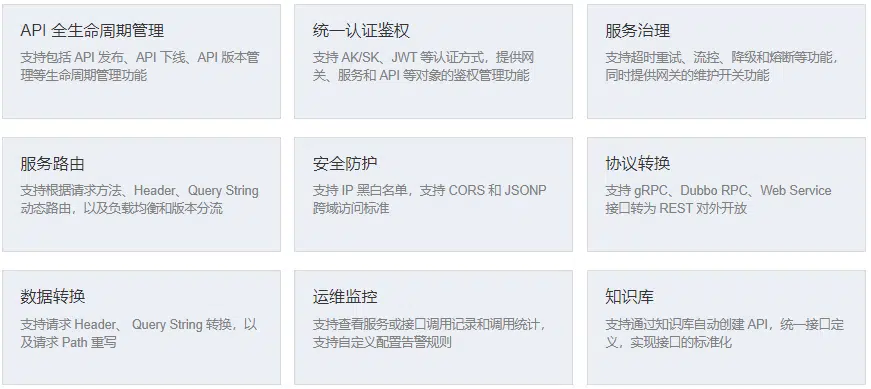 API 全生命周期管理
支持包括 API 发布、API 下线、API 版本管
理等生命周期管理功能
统一认证鉴权
支持 AK/SK、JWT 等认证方式，提供网
关、服务和 API 等对象的鉴权管理功能
服务治理
支持超时重试、流控、降级和熔断等功能，
同时提供网关的维护开关功能
服务路由
支持根据请求方法、Header、Query String
动态路由，以及负载均衡和版本分流
安全防护
支持 IP 黑白名单，支持 CORS 和 JSONP
跨域访问标准
协议转换
支持 gRPC、Dubbo RPC、Web Service
接口转为 REST 对外开放
数据转换
支持请求 Header、 Query String 转换，以
及请求 Path 重写
运维监控
支持查看服务或接口调用记录和调用统计，
支持自定义配置告警规则
知识库
支持通过知识库自动创建 API，统一接口定
义，实现接口的标准化